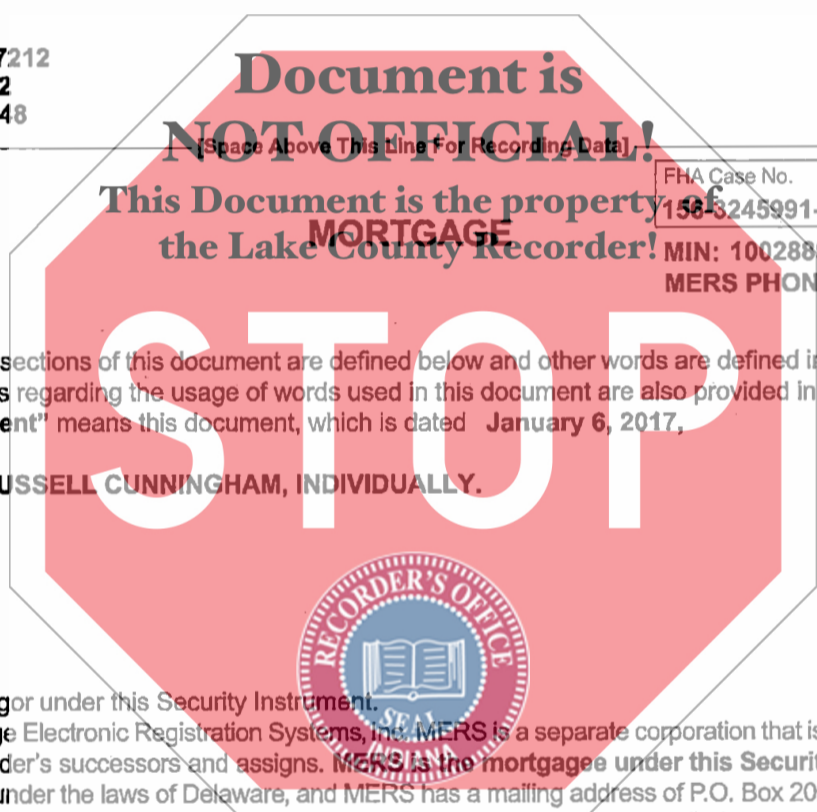 7212
2
48
Document is
NOT OFFICIAL!
[Space Above This Line For Recording Data]
This Document is the property of
the Lake County Recorder!
FHA Case No.
156-3245991-
MORTGAGE
MIN: 100288
MERS PHON
sections of this document are defined below and other words are defined in
s regarding the usage of words used in this document are also provided in
ent” means this document, which is dated January 6, 2017,
STOP
USSELL CUNNINGHAM, INDIVIDUALLY.
RECORDER'S OFFICE
SEAL
INDIANA
gor under this Security Instrument.
e Electronic Registration Systems, Inc. MERS is a separate corporation that is
der's successors and assigns. MERS is the mortgagee under this Securit
nder the laws of Delaware, and MERS has a mailing address of P.O. Box 20